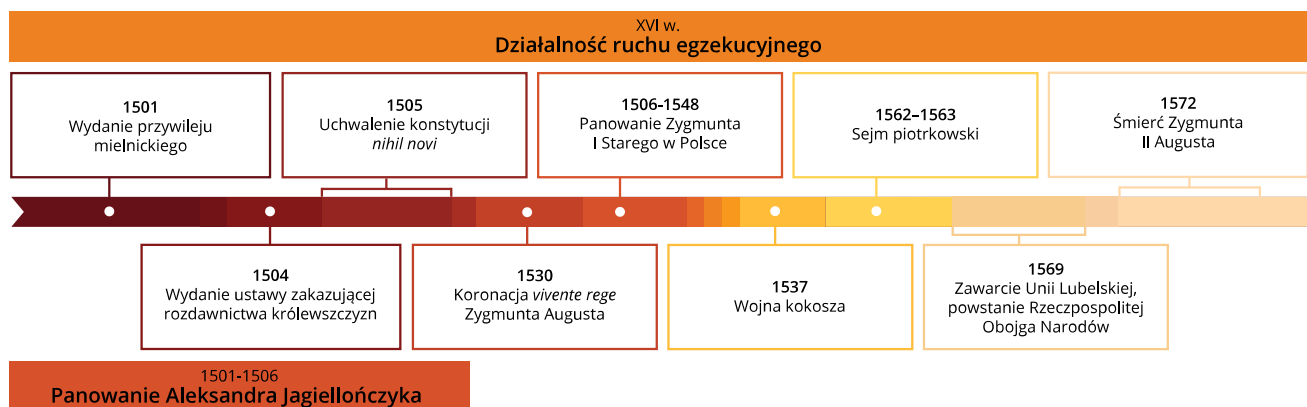 XVI w.
Działalność ruchu egzekucyjnego
1501
Wydanie przywileju
mielnickiego
1505
Uchwalenie konstytucji
nihil novi
1506-1548
Panowanie Zygmunta
I Starego w Polsce
1562–1563
Sejm piotrkowski
1572
Śmierć Zygmunta
II Augusta
1504
Wydanie ustawy zakazującej
rozdawnictwa królewszczyzn
1530
Koronacja vivente rege
Zygmunta Augusta
1537
Wojna kokosza
1569
Zawarcie Unii Lubelskiej,
powstanie Rzeczpospolitej
Obojga Narodów
1501-1506
Panowanie Aleksandra Jagiellończyka